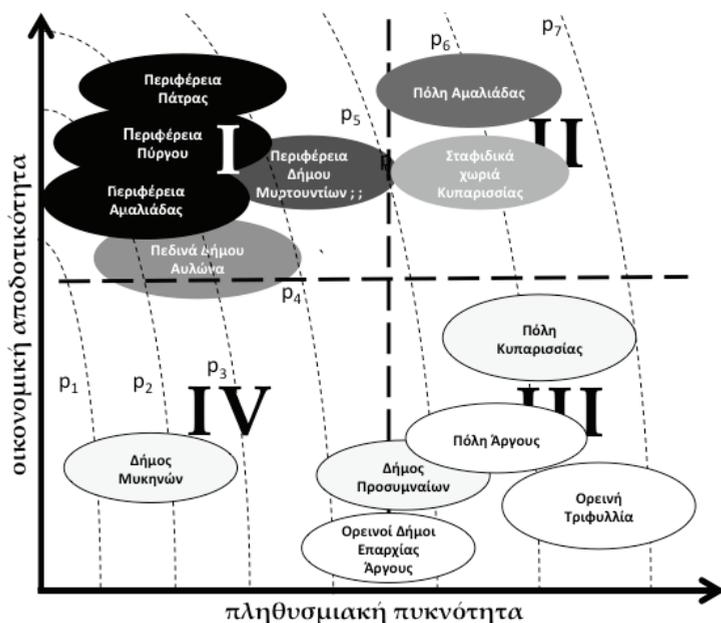 οικονομική αποδοτικότητα
p₆
p₇
p₅
Περιφέρεια
Πάτρας
Πόλη Αμαλιάδας
Περιφέρεια
Πύργου
I
Περιφέρεια
Δήμου
Μυρτουντίων ; ;
p
Σταφιδικά
χωριά
Κυπαρισσίας
II
Γιεριφέρεια
Αμαλιάδας
Πεδινά Δήμου
Αυλώνα
p₄
Πόλη
Κυπαρισσίας
p₁
p₂
p₃
IV
III
Δήμος
Μυκηνών
Δήμος
Προσυμναίων
Πόλη Άργους
Ορεινή
Τριφυλλία
Ορεινοί Δήμοι
Επαρχίας
Άργους
πληθυσμιακή πυκνότητα